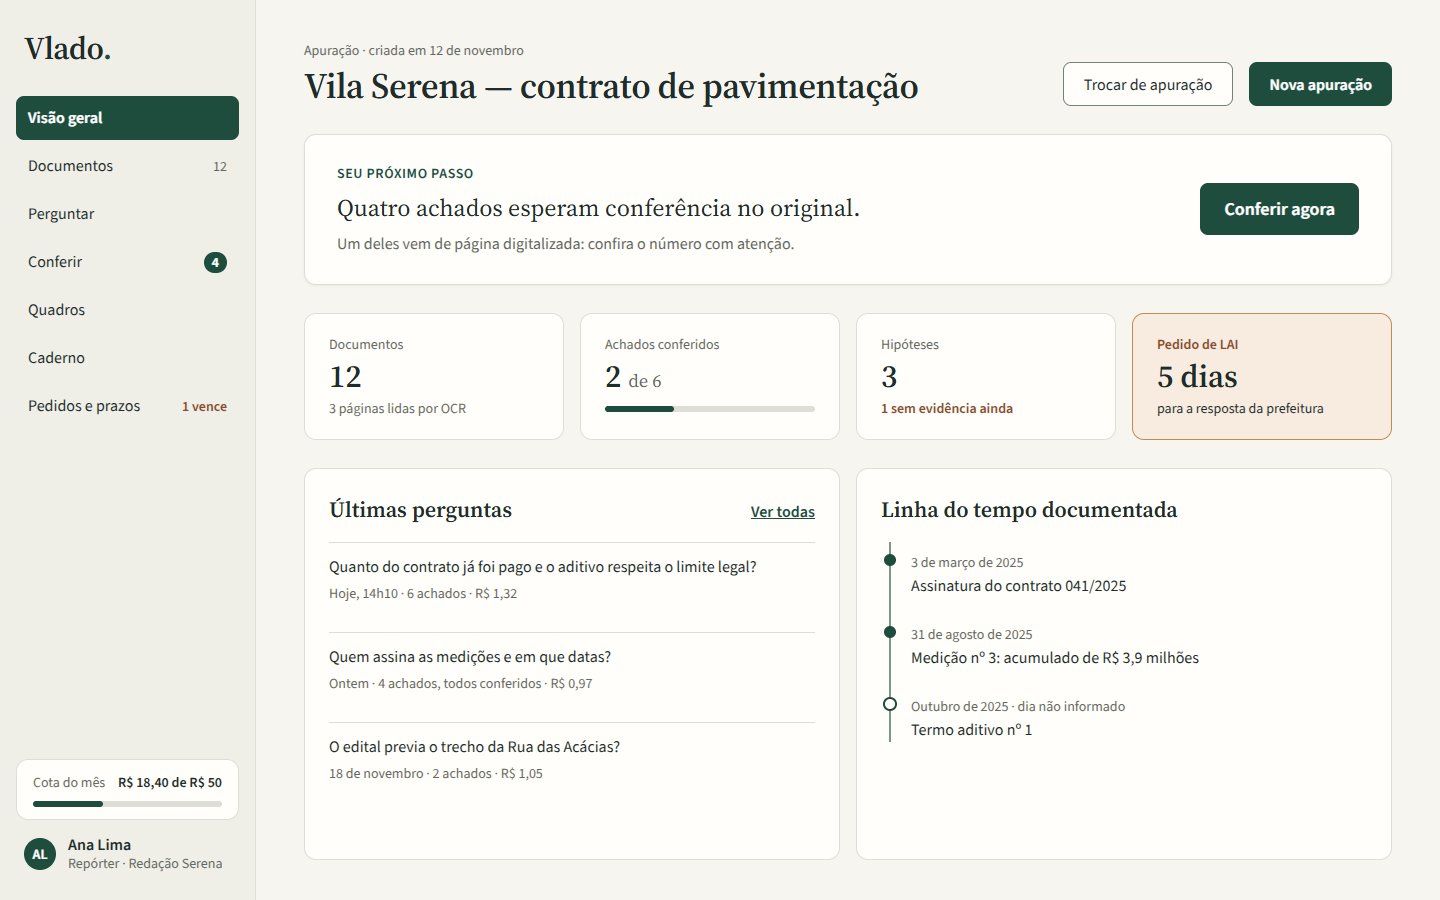 Vlado.
Visão geral
Documentos 12
Perguntar
Conferir 4
Quadros
Caderno
Pedidos e prazos 1 vence
Cota do mês R$ 18,40 de R$ 50
AL
Ana Lima
Repórter · Redação Serena
Apuração · criada em 12 de novembro
Vila Serena — contrato de pavimentação
Trocar de apuração
Nova apuração
SEU PRÓXIMO PASSO
Quatro achados esperam conferência no original.
Um deles vem de página digitalizada: confira o número com atenção.
Conferir agora
Documentos
12
3 páginas lidas por OCR
Achados conferidos
2 de 6
Hipóteses
3
1 sem evidência ainda
Pedido de LAI
5 dias
para a resposta da prefeitura
Últimas perguntas
Ver todas
Quanto do contrato já foi pago e o aditivo respeita o limite legal?
Hoje, 14h10 · 6 achados · R$ 1,32
Quem assina as medições e em que datas?
Ontem · 4 achados, todos conferidos · R$ 0,97
O edital previa o trecho da Rua das Acácias?
18 de novembro · 2 achados · R$ 1,05
Linha do tempo documentada
3 de março de 2025
Assinatura do contrato 041/2025
31 de agosto de 2025
Medição nº 3: acumulado de R$ 3,9 milhões
Outubro de 2025 · dia não informado
Termo aditivo nº 1